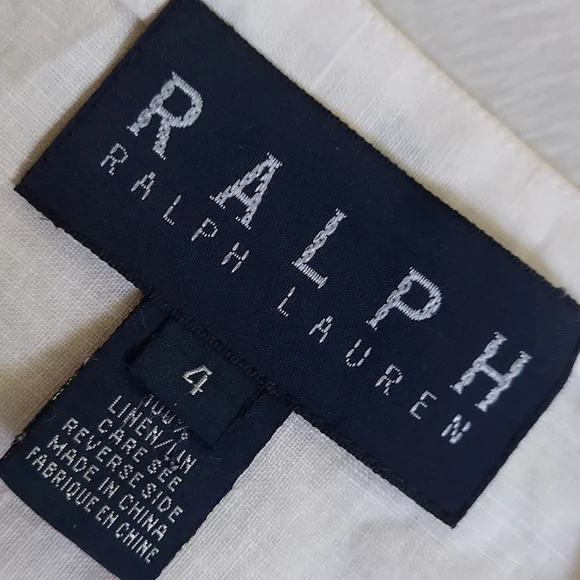 RALPH
RALPH LAUREN
4
100%
LINEN/LIN
CARE SEE
REVERSE SIDE
MADE IN CHINA
FABRIQUE EN CHINE